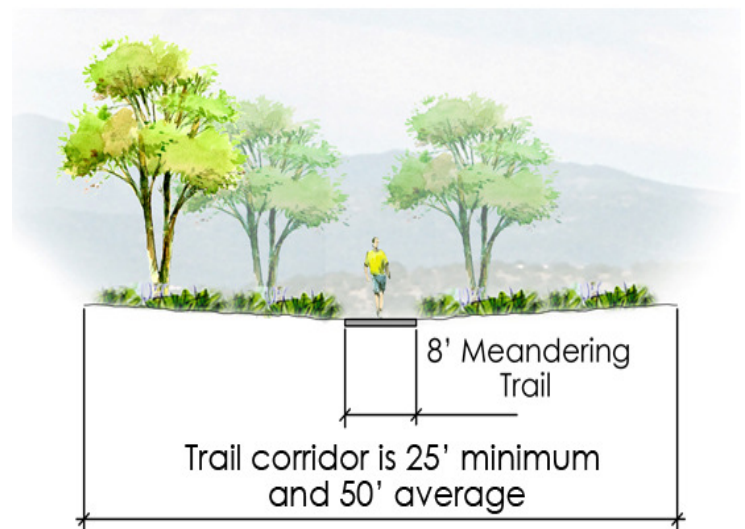 8’ Meandering
Trail
Trail corridor is 25’ minimum
and 50’ average